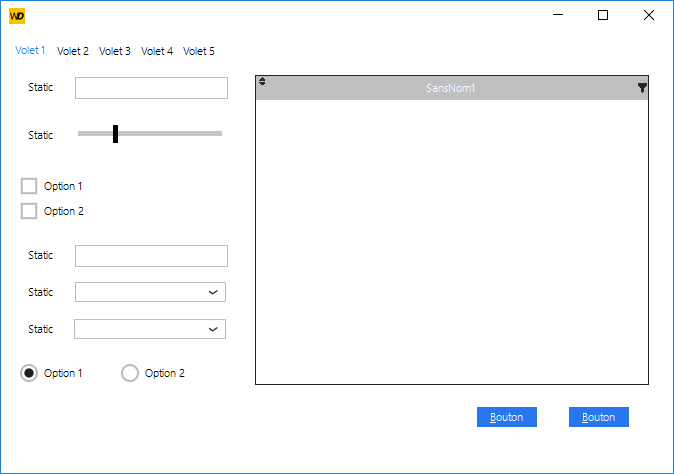 WD
Volet 1 Volet 2 Volet 3 Volet 4 Volet 5
Static
SansNom1
Static
Option 1
Option 2
Static
Static
Static
Option 1 Option 2
Bouton Bouton